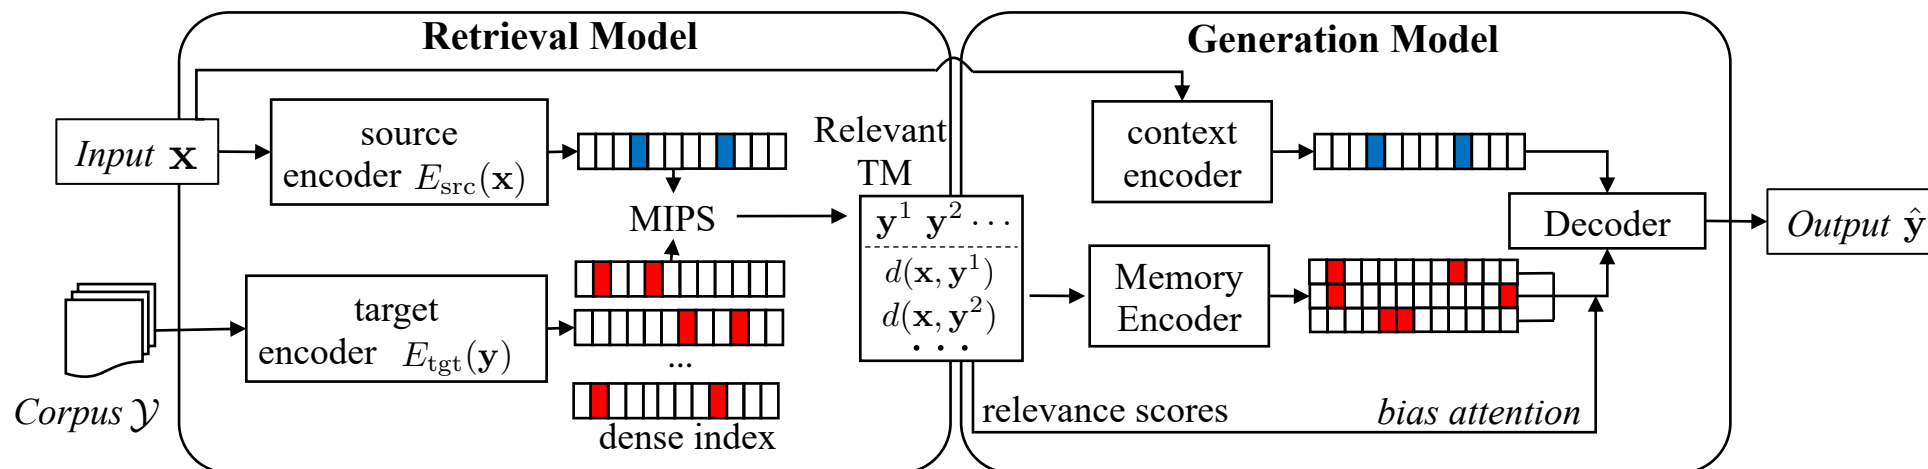 Retrieval Model
Generation Model
Input 𝐱
source
encoder E_src(𝐱)
Relevant
TM
context
encoder
MIPS
𝐲¹ 𝐲² ···
Decoder
Output 𝐲̂
d(𝐱, 𝐲¹)
d(𝐱, 𝐲²)
···
Memory
Encoder
target
encoder E_tgt(𝐲)
...
Corpus 𝒴
dense index
relevance scores
bias attention